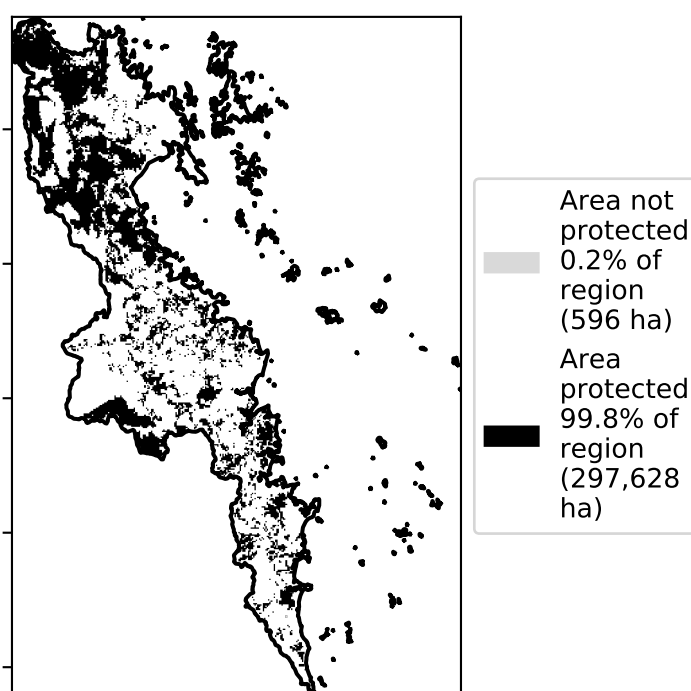 Area not
protected
0.2% of
region
(596 ha)
Area
protected
99.8% of
region
(297,628
ha)